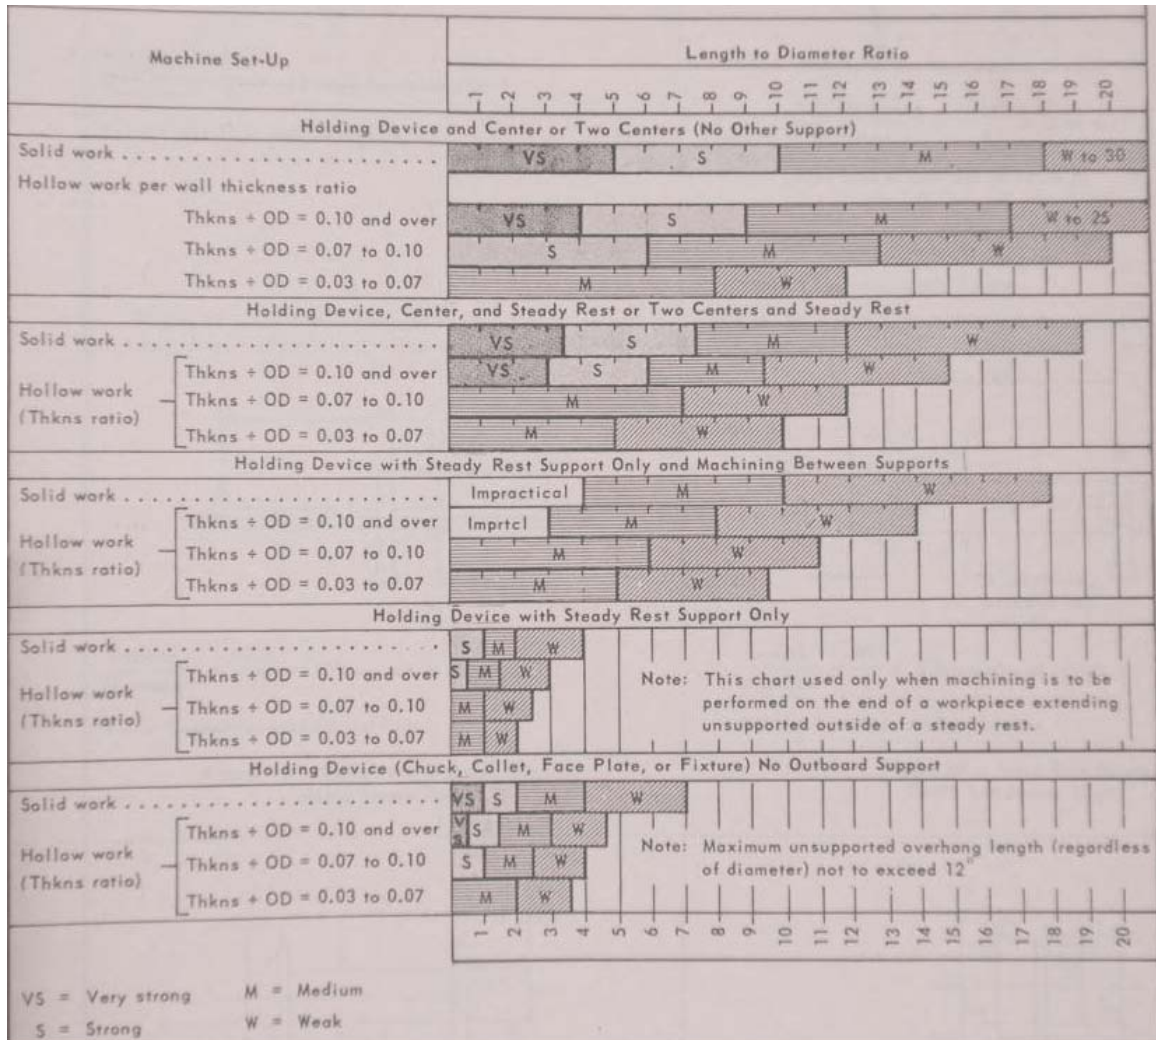 Machine Set-Up
Length to Diameter Ratio
1 2 3 4 5 6 7 8 9 10 11 12 13 14 15 16 17 18 19 20
Holding Device and Center or Two Centers (No Other Support)
Solid work . . . . . . . . . . . . . . . . . . . . . . . . VS S M W to 30
Hollow work per wall thickness ratio
Thkns ÷ OD = 0.10 and over VS S M W to 25
Thkns ÷ OD = 0.07 to 0.10 S M W
Thkns ÷ OD = 0.03 to 0.07 M W
Holding Device, Center, and Steady Rest or Two Centers and Steady Rest
Solid work . . . . . . . . . . . . . . . . . . . . . . . . VS S M W
Hollow work
(Thkns ratio)
Thkns ÷ OD = 0.10 and over VS S M W
Thkns ÷ OD = 0.07 to 0.10 M W
Thkns ÷ OD = 0.03 to 0.07 M W
Holding Device with Steady Rest Support Only and Machining Between Supports
Solid work . . . . . . . . . . . . . . . . . . . . . . . . Impractical M W
Hollow work
(Thkns ratio)
Thkns ÷ OD = 0.10 and over Imprtcl M W
Thkns ÷ OD = 0.07 to 0.10 M W
Thkns ÷ OD = 0.03 to 0.07 M W
Holding Device with Steady Rest Support Only
Solid work . . . . . . . . . . . . . . . . . . . . . . . . S M W
Hollow work
(Thkns ratio)
Thkns ÷ OD = 0.10 and over S M W
Thkns ÷ OD = 0.07 to 0.10 M W
Thkns ÷ OD = 0.03 to 0.07 M W
Note: This chart used only when machining is to be
performed on the end of a workpiece extending
unsupported outside of a steady rest.
Holding Device (Chuck, Collet, Face Plate, or Fixture) No Outboard Support
Solid work . . . . . . . . . . . . . . . . . . . . . . . . VS S M W
Hollow work
(Thkns ratio)
Thkns ÷ OD = 0.10 and over VS S M W
Thkns ÷ OD = 0.07 to 0.10 S M W
Thkns ÷ OD = 0.03 to 0.07 M W
Note: Maximum unsupported overhang length (regardless
of diameter) not to exceed 12"
1 2 3 4 5 6 7 8 9 10 11 12 13 14 15 16 17 18 19 20
VS = Very strong M = Medium
S = Strong W = Weak